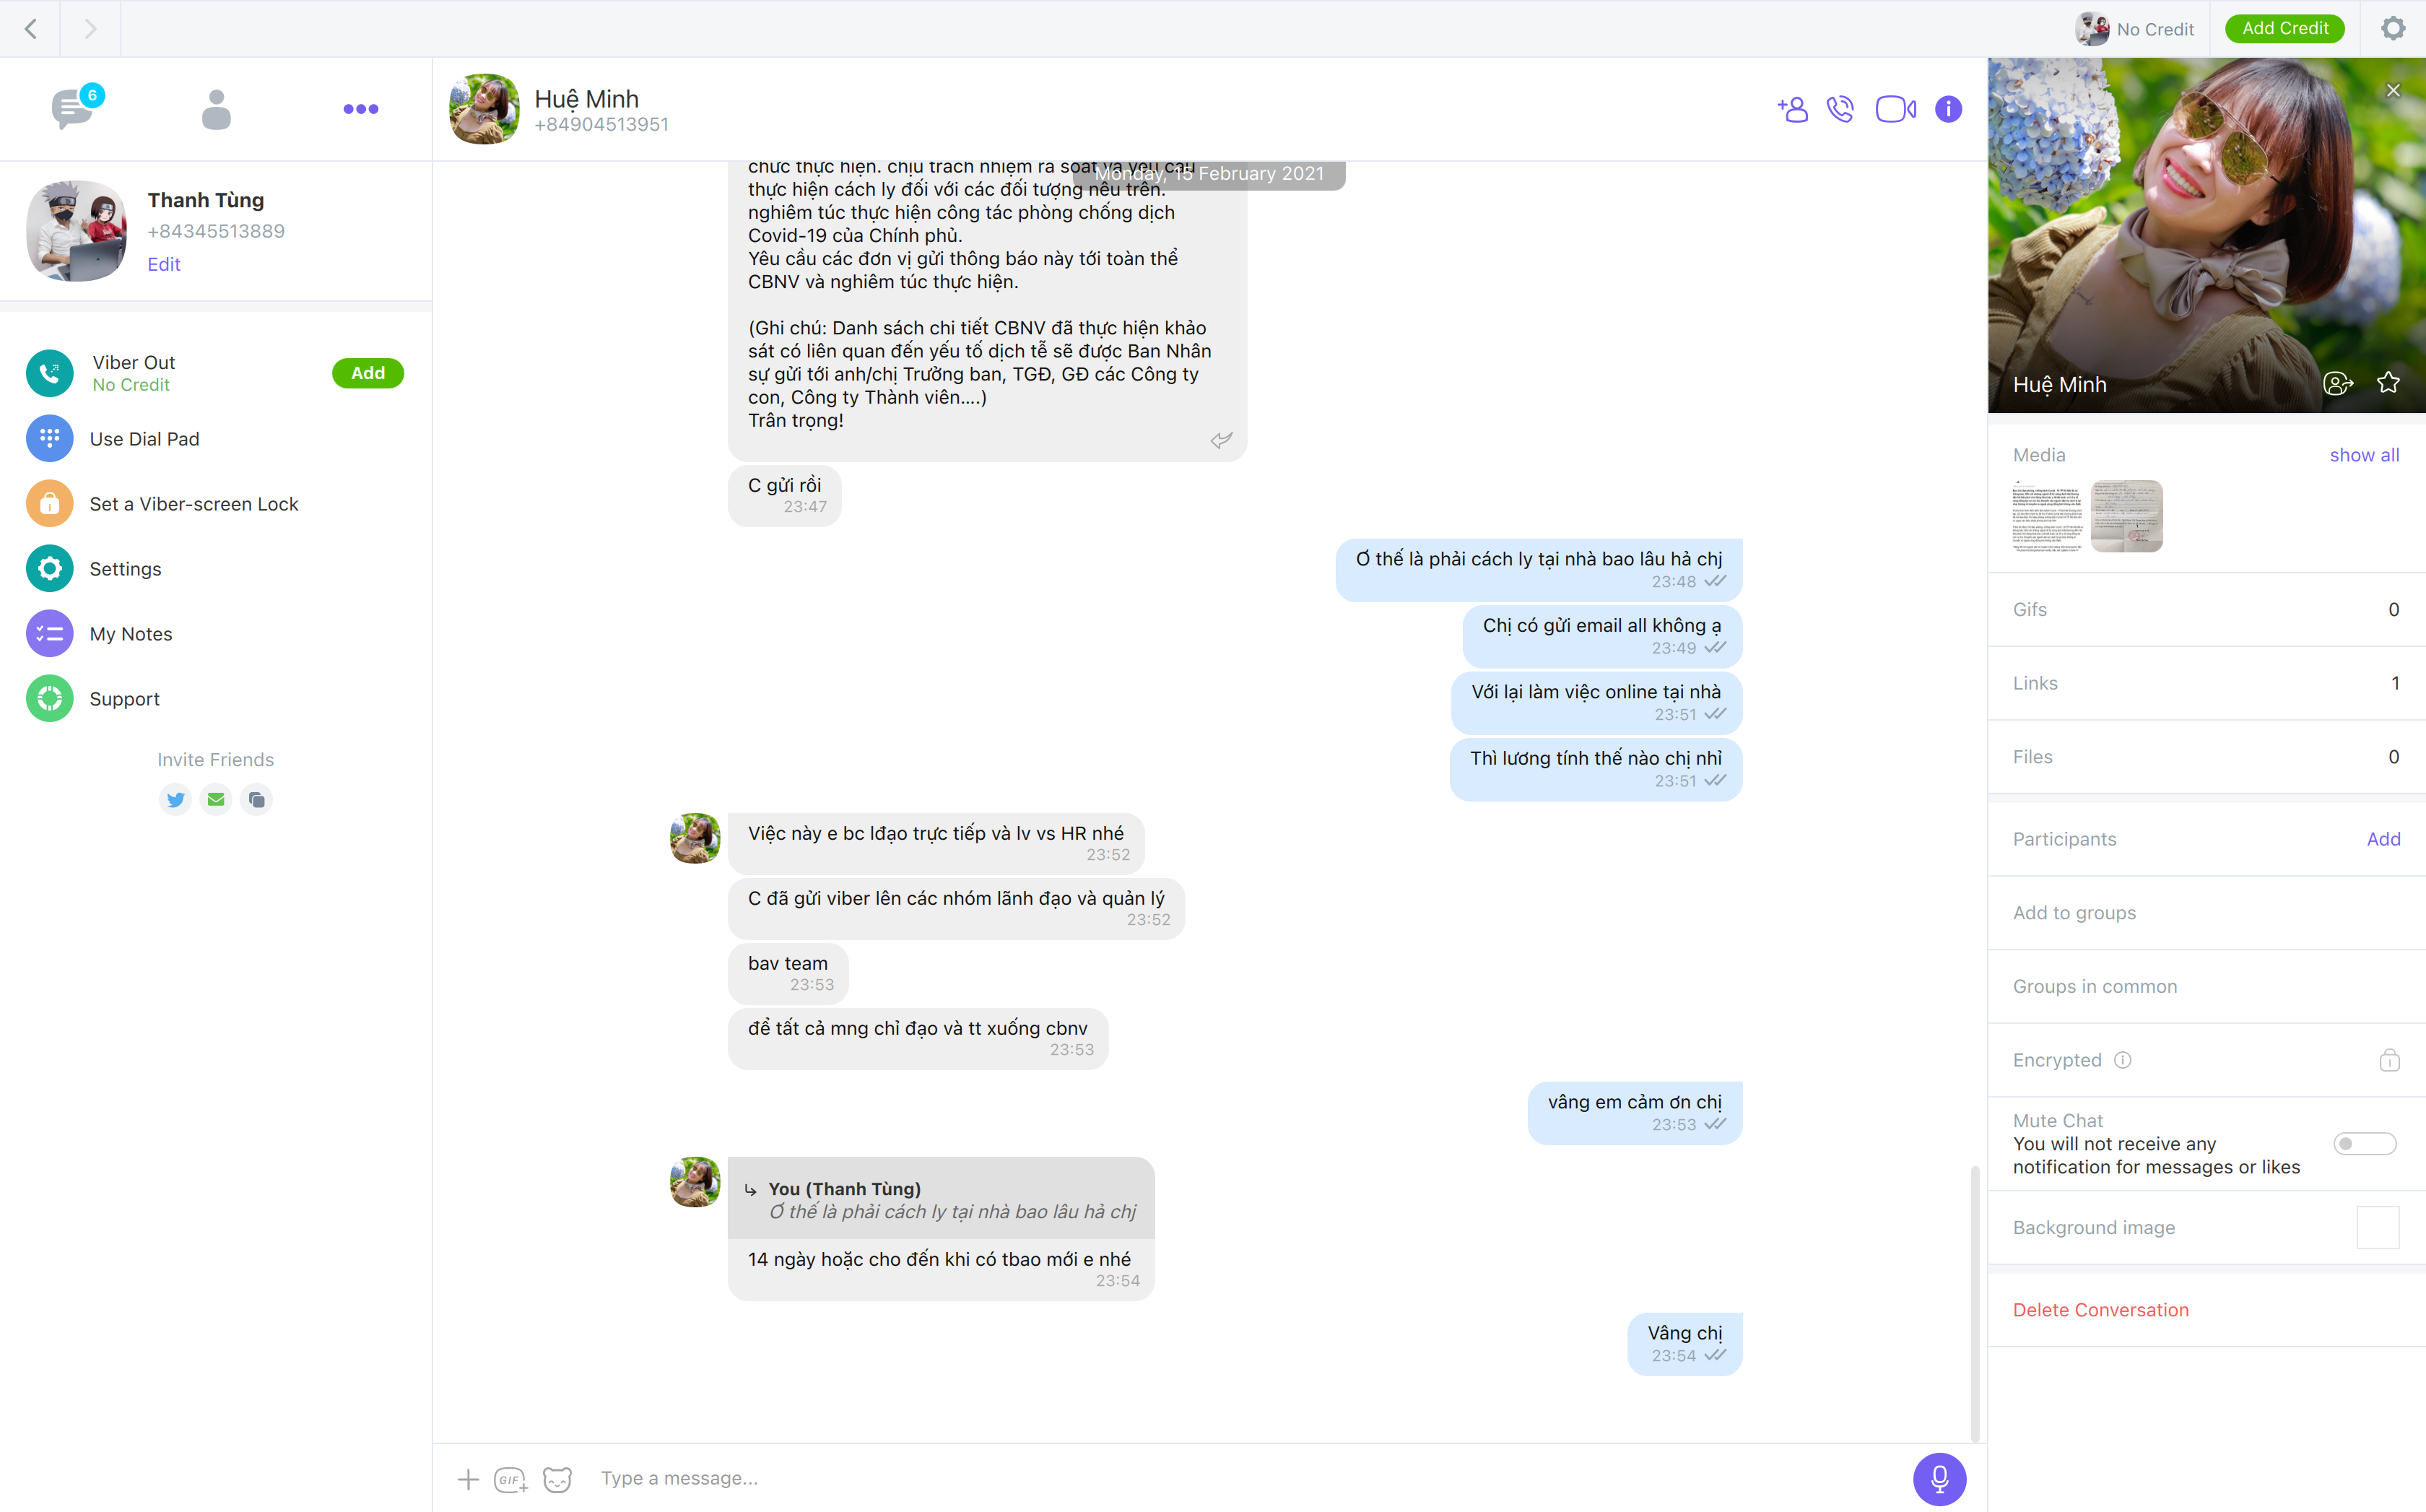 No Credit
Add Credit
6
Huệ Minh
+84904513951
Thanh Tùng
+84345513889
Edit
Viber Out
No Credit
Add
Use Dial Pad
Set a Viber-screen Lock
Settings
My Notes
Support
Invite Friends
Monday, 15 February 2021
chức thực hiện. chịu trách nhiệm rà soát và yêu cầu
thực hiện cách ly đối với các đối tượng nêu trên.
nghiêm túc thực hiện công tác phòng chống dịch
Covid-19 của Chính phủ.
Yêu cầu các đơn vị gửi thông báo này tới toàn thể
CBNV và nghiêm túc thực hiện.
(Ghi chú: Danh sách chi tiết CBNV đã thực hiện khảo
sát có liên quan đến yếu tố dịch tễ sẽ được Ban Nhân
sự gửi tới anh/chị Trưởng ban, TGĐ, GĐ các Công ty
con, Công ty Thành viên....)
Trân trọng!
C gửi rồi
23:47
Ơ thế là phải cách ly tại nhà bao lâu hả chị
23:48
Chị có gửi email all không ạ
23:49
Với lại làm việc online tại nhà
23:51
Thì lương tính thế nào chị nhỉ
23:51
Việc này e bc lđạo trực tiếp và lv vs HR nhé
23:52
C đã gửi viber lên các nhóm lãnh đạo và quản lý
23:52
bav team
23:53
để tất cả mng chỉ đạo và tt xuống cbnv
23:53
vâng em cảm ơn chị
23:53
You (Thanh Tùng)
Ơ thế là phải cách ly tại nhà bao lâu hả chị
14 ngày hoặc cho đến khi có tbao mới e nhé
23:54
Vâng chị
23:54
GIF
Type a message...
Huệ Minh
Media
show all
Gifs
0
Links
1
Files
0
Participants
Add
Add to groups
Groups in common
Encrypted
Mute Chat
You will not receive any
notification for messages or likes
Background image
Delete Conversation